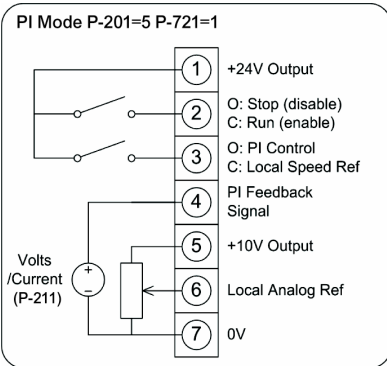 PI Mode P-201=5 P-721=1
1 +24V Output
2 O: Stop (disable)
C: Run (enable)
3 O: PI Control
C: Local Speed Ref
4 PI Feedback
Signal
5 +10V Output
6 Local Analog Ref
7 0V
Volts
/Current
(P-211)
+
−